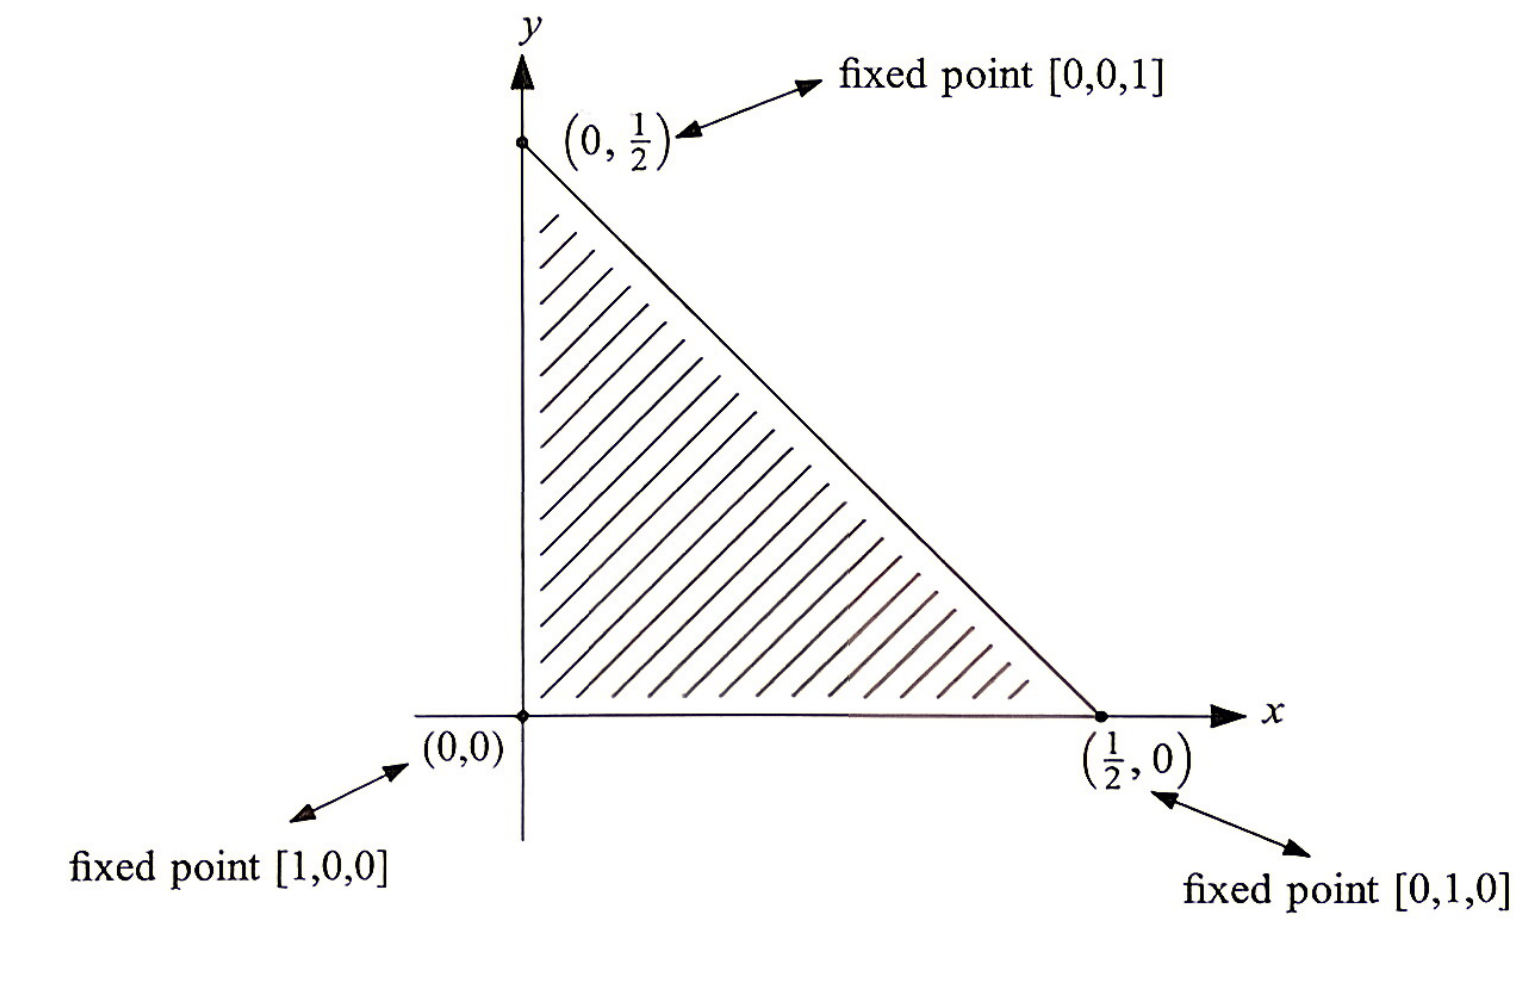 y
fixed point [0,0,1]
(0, 1/2)
x
(0,0)
(1/2, 0)
fixed point [1,0,0]
fixed point [0,1,0]